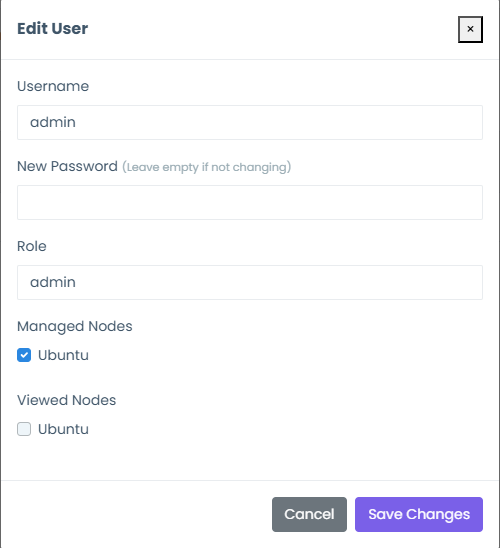 Edit User
×
Username
admin
New Password (Leave empty if not changing)
Role
admin
Managed Nodes
Ubuntu
Viewed Nodes
Ubuntu
Cancel Save Changes